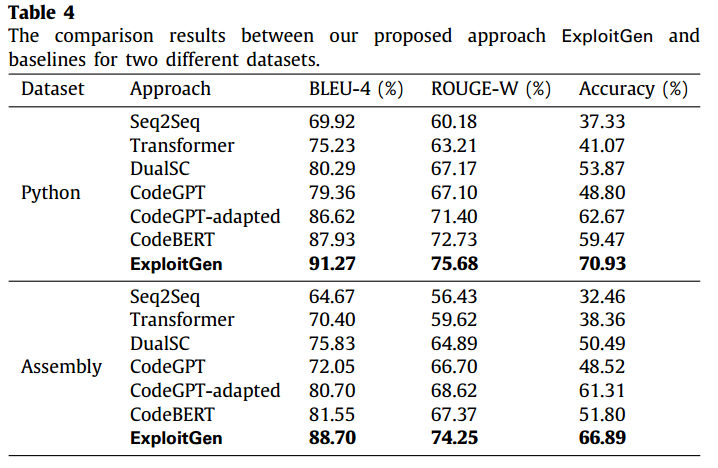 Table 4
The comparison results between our proposed approach ExploitGen and
baselines for two different datasets.
Dataset Approach BLEU-4 (%) ROUGE-W (%) Accuracy (%)
Seq2Seq 69.92 60.18 37.33
Transformer 75.23 63.21 41.07
DualSC 80.29 67.17 53.87
Python CodeGPT 79.36 67.10 48.80
CodeGPT-adapted 86.62 71.40 62.67
CodeBERT 87.93 72.73 59.47
ExploitGen 91.27 75.68 70.93
Seq2Seq 64.67 56.43 32.46
Transformer 70.40 59.62 38.36
DualSC 75.83 64.89 50.49
Assembly CodeGPT 72.05 66.70 48.52
CodeGPT-adapted 80.70 68.62 61.31
CodeBERT 81.55 67.37 51.80
ExploitGen 88.70 74.25 66.89